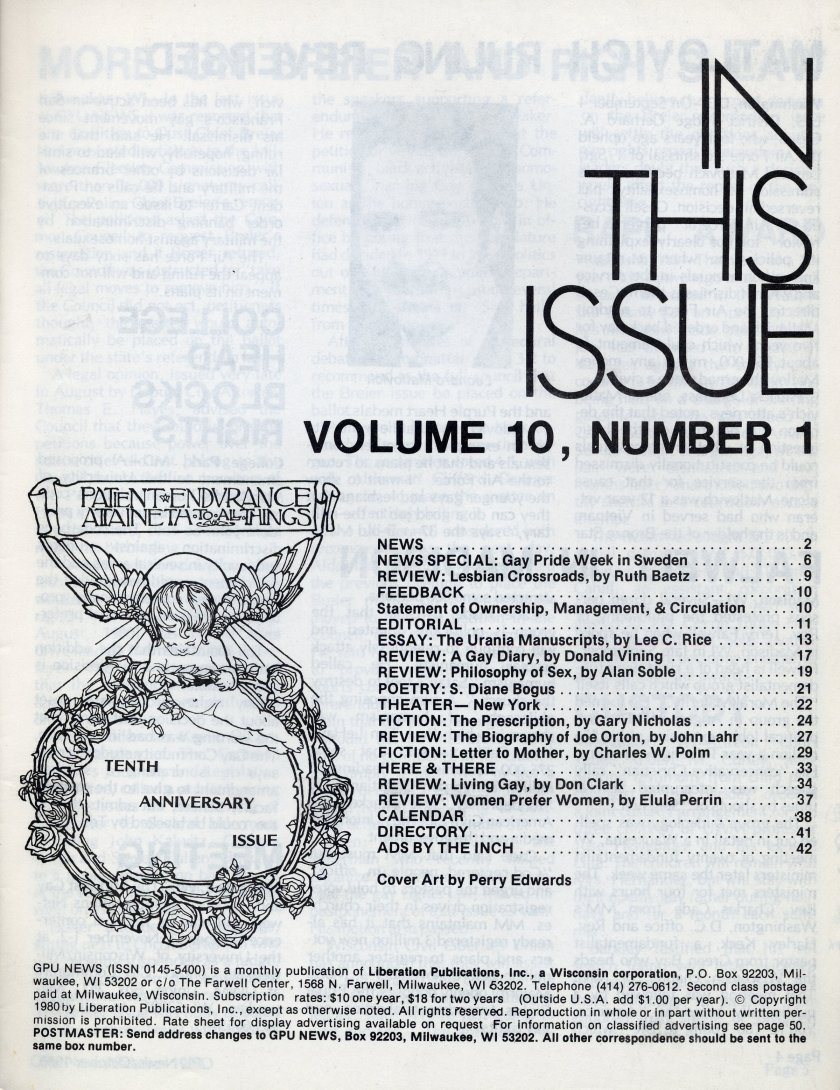 IN
THIS
ISSUE
VOLUME 10, NUMBER 1
PATIENT ENDVRANCE
ATTAINETH TO ALL THINGS
TENTH
ANNIVERSARY
ISSUE
NEWS 2
NEWS SPECIAL: Gay Pride Week in Sweden 6
REVIEW: Lesbian Crossroads, by Ruth Baetz 9
FEEDBACK 10
Statement of Ownership, Management, & Circulation 10
EDITORIAL 11
ESSAY: The Urania Manuscripts, by Lee C. Rice 13
REVIEW: A Gay Diary, by Donald Vining 17
REVIEW: Philosophy of Sex, by Alan Soble 19
POETRY: S. Diane Bogus 21
THEATER— New York 22
FICTION: The Prescription, by Gary Nicholas 24
REVIEW: The Biography of Joe Orton, by John Lahr 27
FICTION: Letter to Mother, by Charles W. Polm 29
HERE & THERE 33
REVIEW: Living Gay, by Don Clark 34
REVIEW: Women Prefer Women, by Elula Perrin 37
CALENDAR 38
DIRECTORY 41
ADS BY THE INCH 42
Cover Art by Perry Edwards
GPU NEWS (ISSN 0145-5400) is a monthly publication of Liberation Publications, Inc., a Wisconsin corporation, P.O. Box 92203, Mil-
waukee, WI 53202 or c/o The Farwell Center, 1568 N. Farwell, Milwaukee, WI 53202. Telephone (414) 276-0612. Second class postage
paid at Milwaukee, Wisconsin. Subscription rates: $10 one year, $18 for two years (Outside U.S.A. add $1.00 per year). © Copyright
1980 by Liberation Publications, Inc., except as otherwise noted. All rights reserved. Reproduction in whole or in part without written per-
mission is prohibited. Rate sheet for display advertising available on request For information on classified advertising see page 50.
POSTMASTER: Send address changes to GPU NEWS, Box 92203, Milwaukee, WI 53202. All other correspondence should be sent to the
same box number.